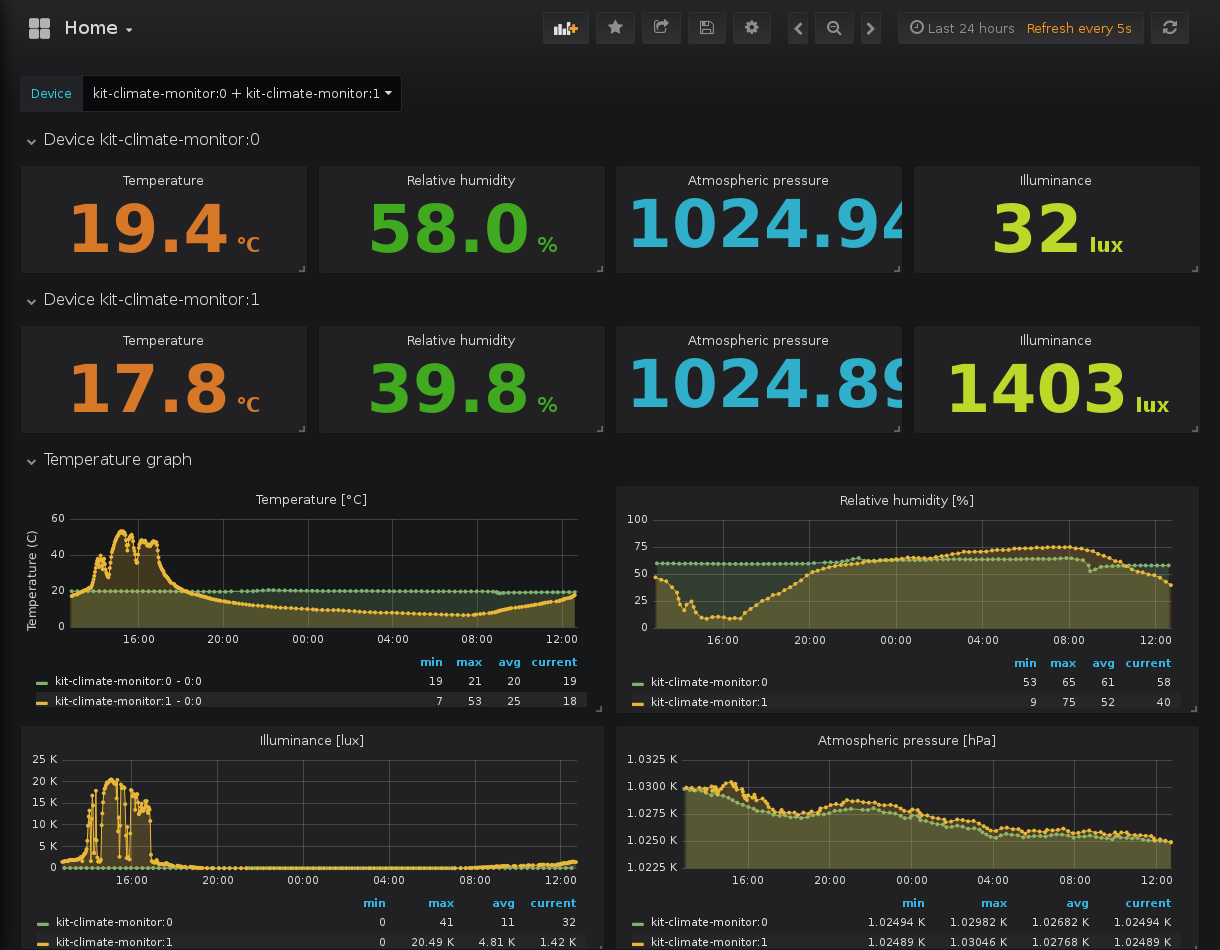 Home
Last 24 hours Refresh every 5s
Device kit-climate-monitor:0 + kit-climate-monitor:1
Device kit-climate-monitor:0
Temperature Relative humidity Atmospheric pressure Illuminance
19.4 °C 58.0 % 1024.94 32 lux
Device kit-climate-monitor:1
Temperature Relative humidity Atmospheric pressure Illuminance
17.8 °C 39.8 % 1024.89 1403 lux
Temperature graph
Temperature [°C]
Temperature (C)
60
40
20
0
16:00 20:00 00:00 04:00 08:00 12:00
min max avg current
kit-climate-monitor:0 - 0:0 19 21 20 19
kit-climate-monitor:1 - 0:0 7 53 25 18
Relative humidity [%]
100
75
50
25
0
16:00 20:00 00:00 04:00 08:00 12:00
min max avg current
kit-climate-monitor:0 53 65 61 58
kit-climate-monitor:1 9 75 52 40
Illuminance [lux]
25 K
20 K
15 K
10 K
5 K
0
16:00 20:00 00:00 04:00 08:00 12:00
min max avg current
kit-climate-monitor:0 0 41 11 32
kit-climate-monitor:1 0 20.49 K 4.81 K 1.42 K
Atmospheric pressure [hPa]
1.0325 K
1.0300 K
1.0275 K
1.0250 K
1.0225 K
16:00 20:00 00:00 04:00 08:00 12:00
min max avg current
kit-climate-monitor:0 1.02494 K 1.02982 K 1.02682 K 1.02494 K
kit-climate-monitor:1 1.02489 K 1.03046 K 1.02768 K 1.02489 K